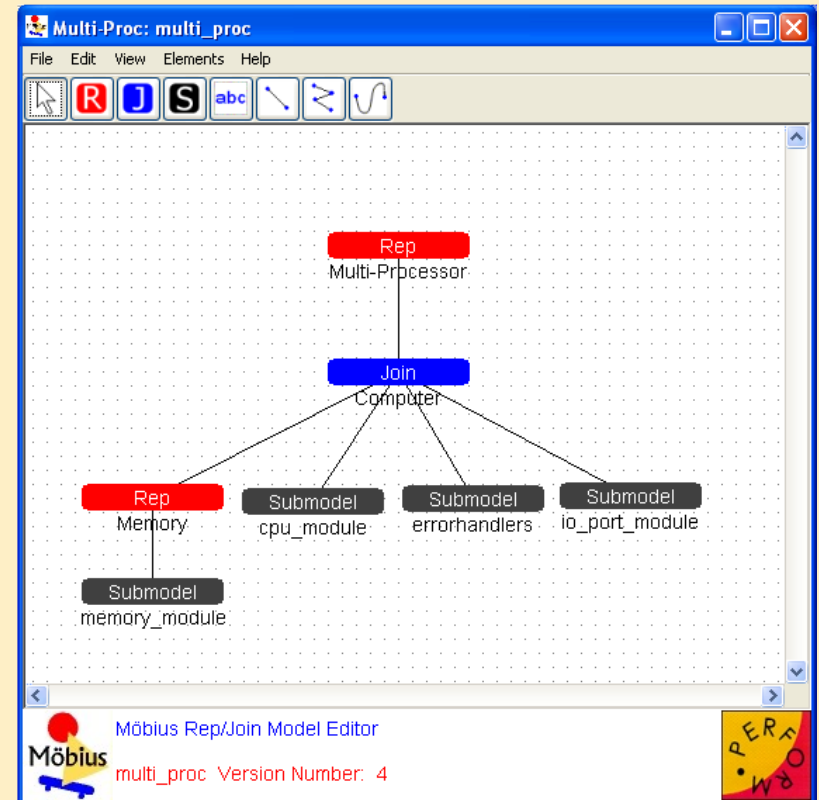 Multi-Proc: multi_proc
File Edit View Elements Help
R J S abc
Rep
Multi-Processor
Join
Computer
Rep
Memory
Submodel
cpu_module
Submodel
errorhandlers
Submodel
io_port_module
Submodel
memory_module
Möbius
Möbius Rep/Join Model Editor
multi_proc Version Number: 4
PERFORM